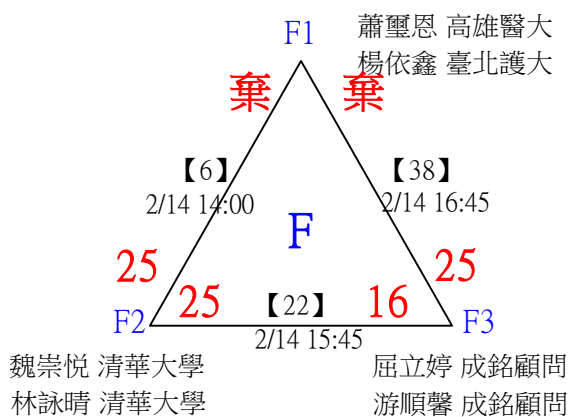 F1
蕭璽恩 高雄醫大
楊依鑫 臺北護大
棄 棄
【6】
2/14 14:00
【38】
2/14 16:45
F
25
25
25
16
【22】
2/14 15:45
F2
F3
魏崇悅 清華大學
林詠晴 清華大學
屈立婷 成銘顧問
游順馨 成銘顧問